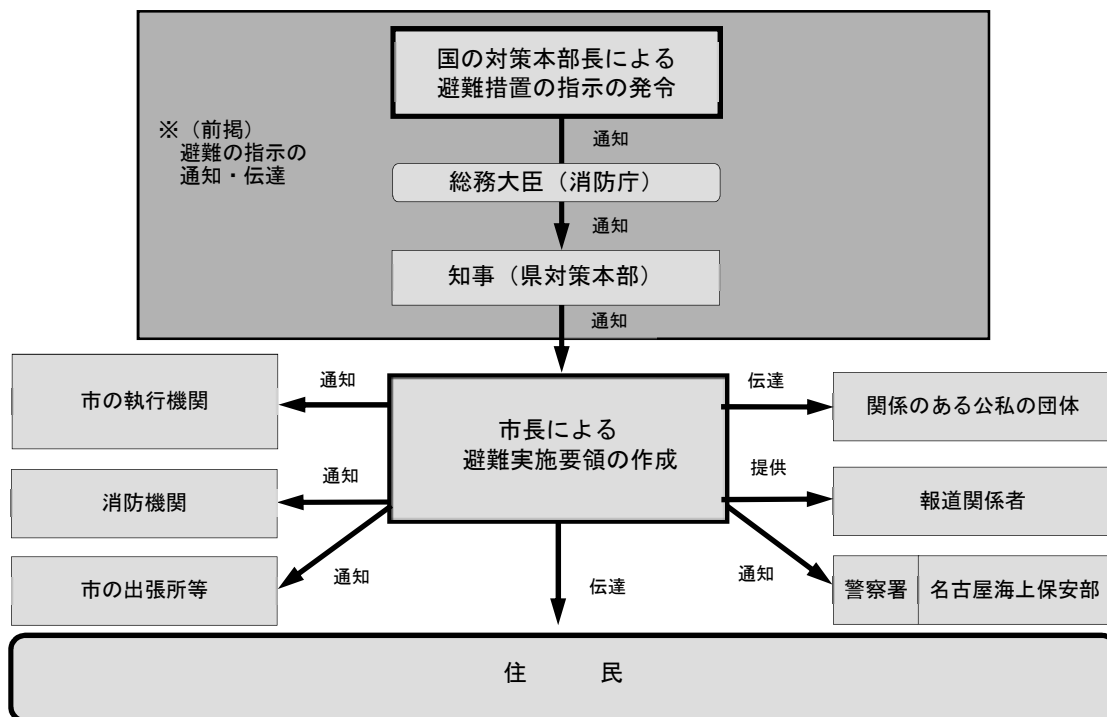 国の対策本部長による
避難措置の指示の発令
※（前掲）
避難の指示の
通知・伝達
通知
総務大臣（消防庁）
通知
知事（県対策本部）
通知
市の執行機関
通知
市長による
避難実施要領の作成
伝達
関係のある公私の団体
消防機関
通知
提供
報道関係者
市の出張所等
通知
伝達
通知
警察署
名古屋海上保安部
住　　　民